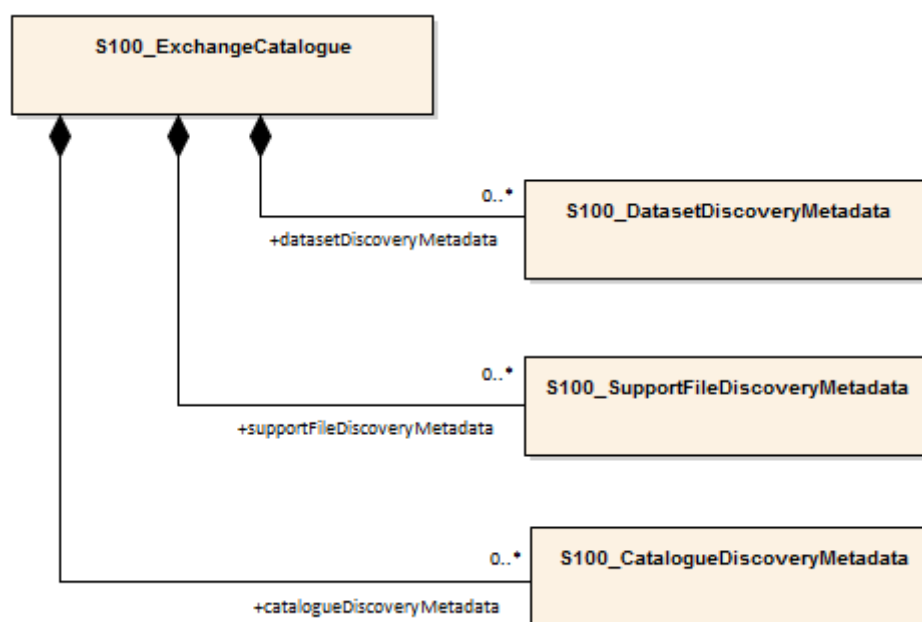 S100_ExchangeCatalogue
0..*
S100_DatasetDiscoveryMetadata
+datasetDiscoveryMetadata
0..*
S100_SupportFileDiscoveryMetadata
+supportFileDiscoveryMetadata
0..*
S100_CatalogueDiscoveryMetadata
+catalogueDiscoveryMetadata